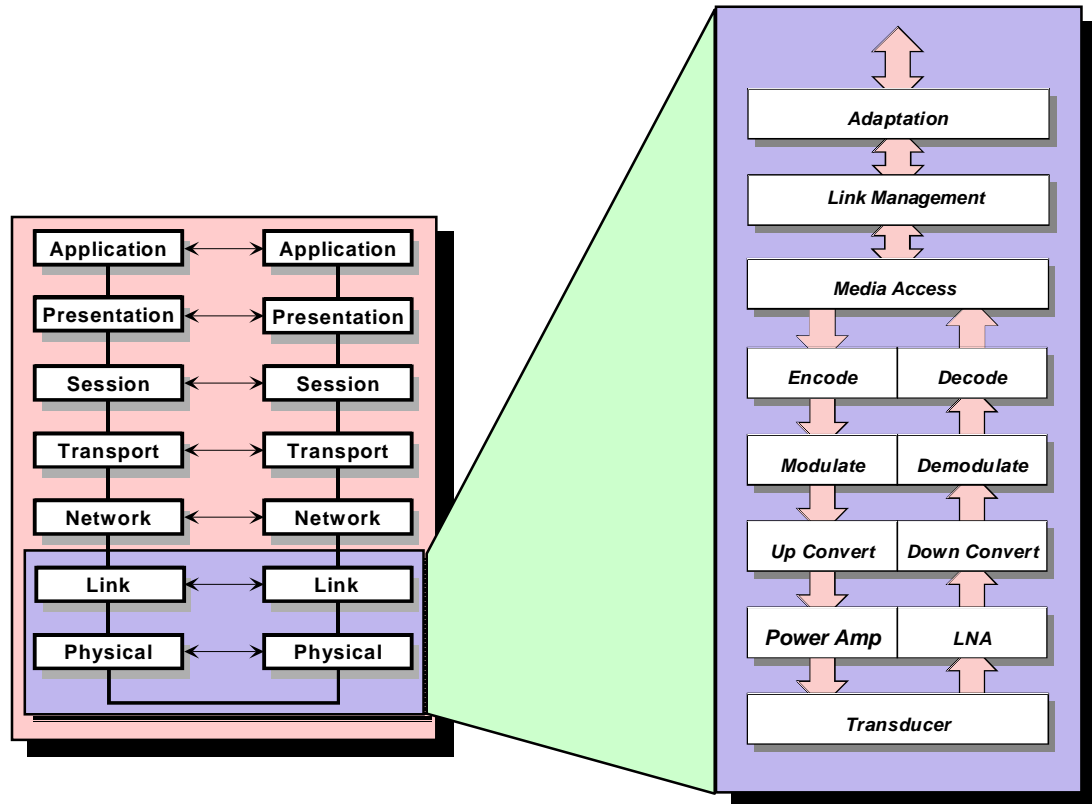 Application Application
Presentation Presentation
Session Session
Transport Transport
Network Network
Link Link
Physical Physical
Adaptation
Link Management
Media Access
Encode Decode
Modulate Demodulate
Up Convert Down Convert
Power Amp LNA
Transducer